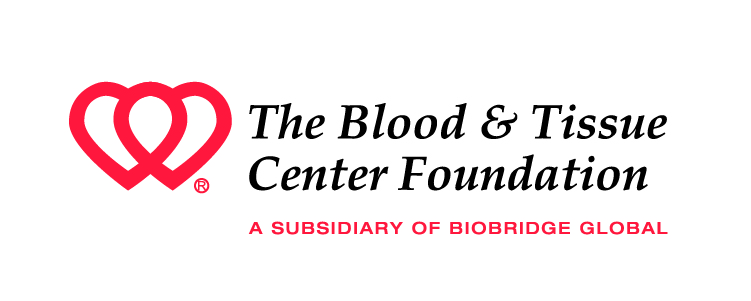 The Blood & Tissue
Center Foundation
®
A SUBSIDIARY OF BIOBRIDGE GLOBAL